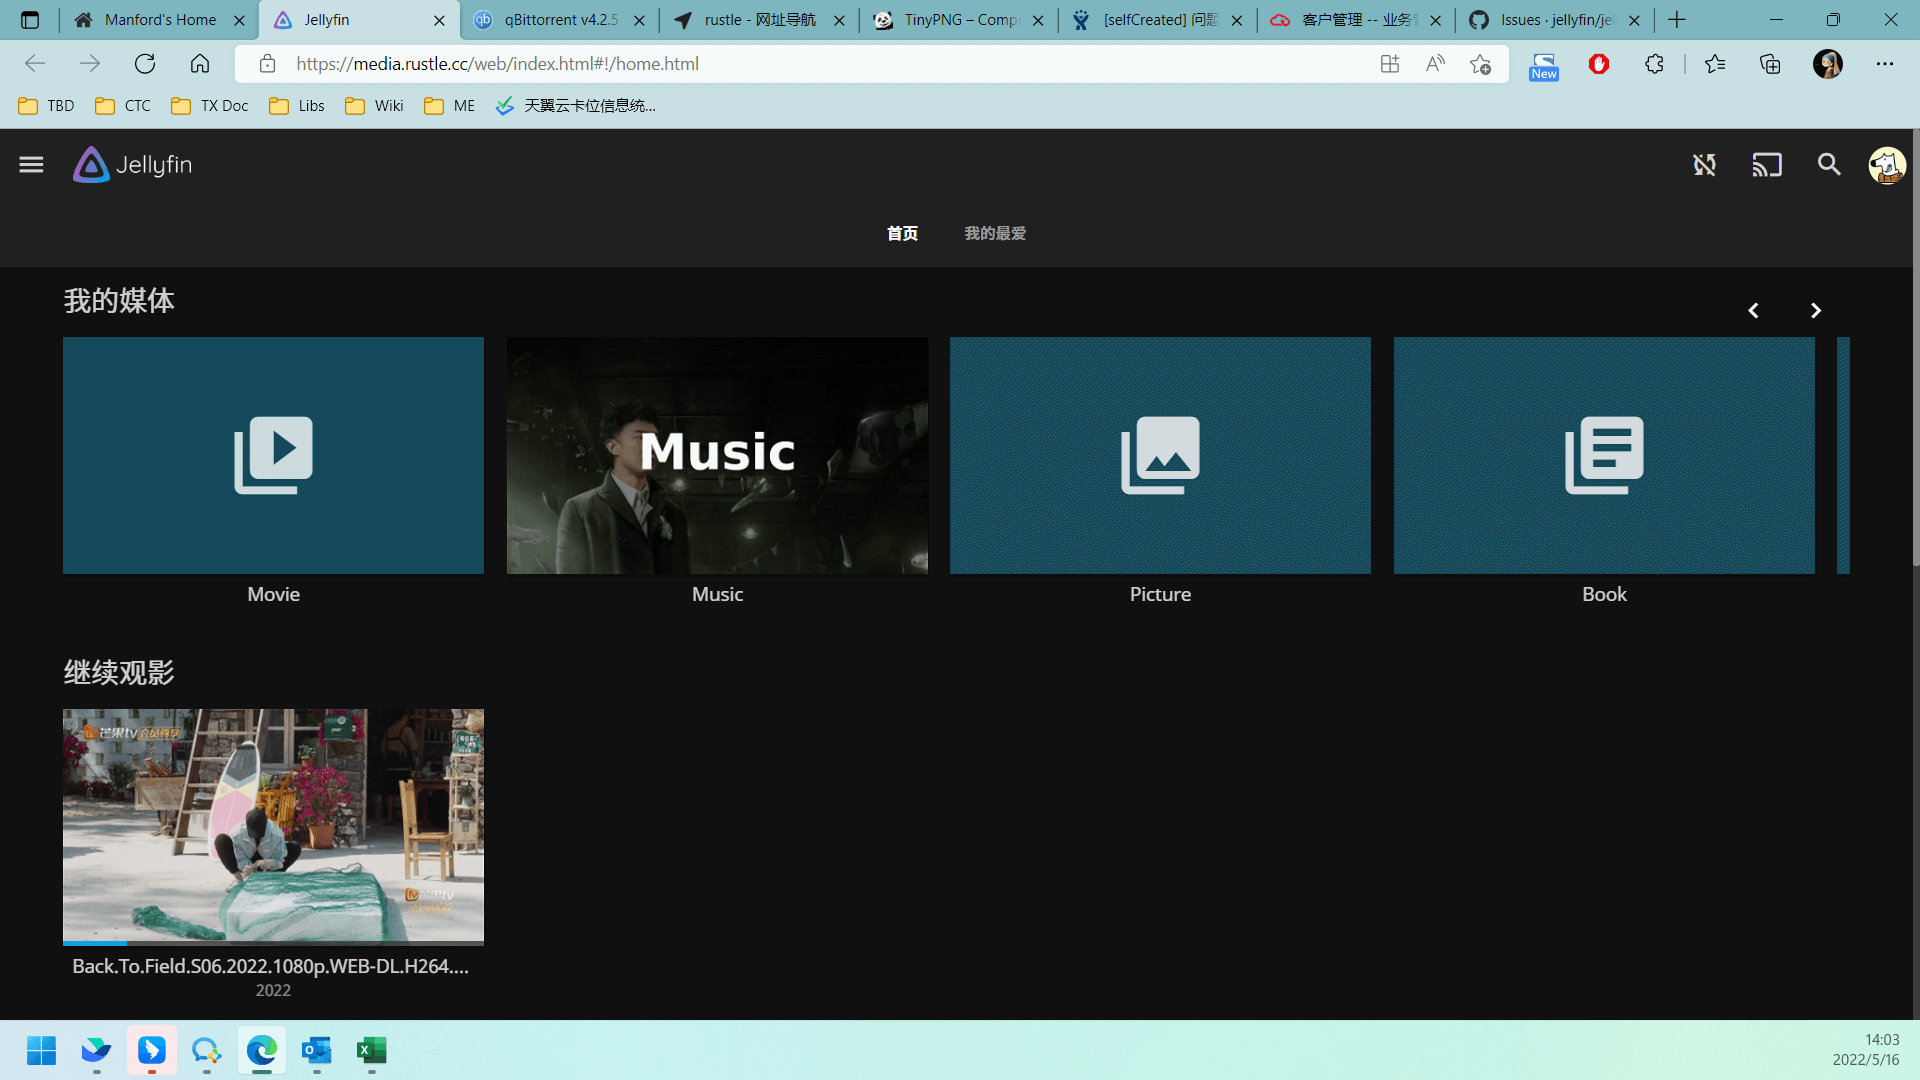 Manford's Home
Jellyfin
qBittorrent v4.2.5
rustle - 网址导航
TinyPNG – Comp
[selfCreated] 问题
客户管理 -- 业务
Issues · jellyfin/jel
https://media.rustle.cc/web/index.html#!/home.html
New
TBD
CTC
TX Doc
Libs
Wiki
ME
天翼云卡位信息统...
Jellyfin
首页
我的最爱
我的媒体
Music
Movie
Music
Picture
Book
继续观影
芒果tv
Back.To.Field.S06.2022.1080p.WEB-DL.H264....
2022
14:03
2022/5/16